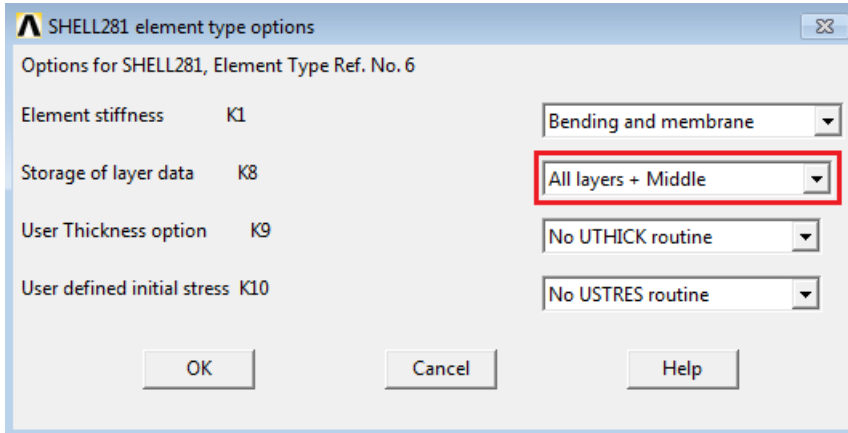 SHELL281 element type options
Options for SHELL281, Element Type Ref. No. 6
Element stiffness K1 Bending and membrane
Storage of layer data K8 All layers + Middle
User Thickness option K9 No UTHICK routine
User defined initial stress K10 No USTRES routine
OK Cancel Help